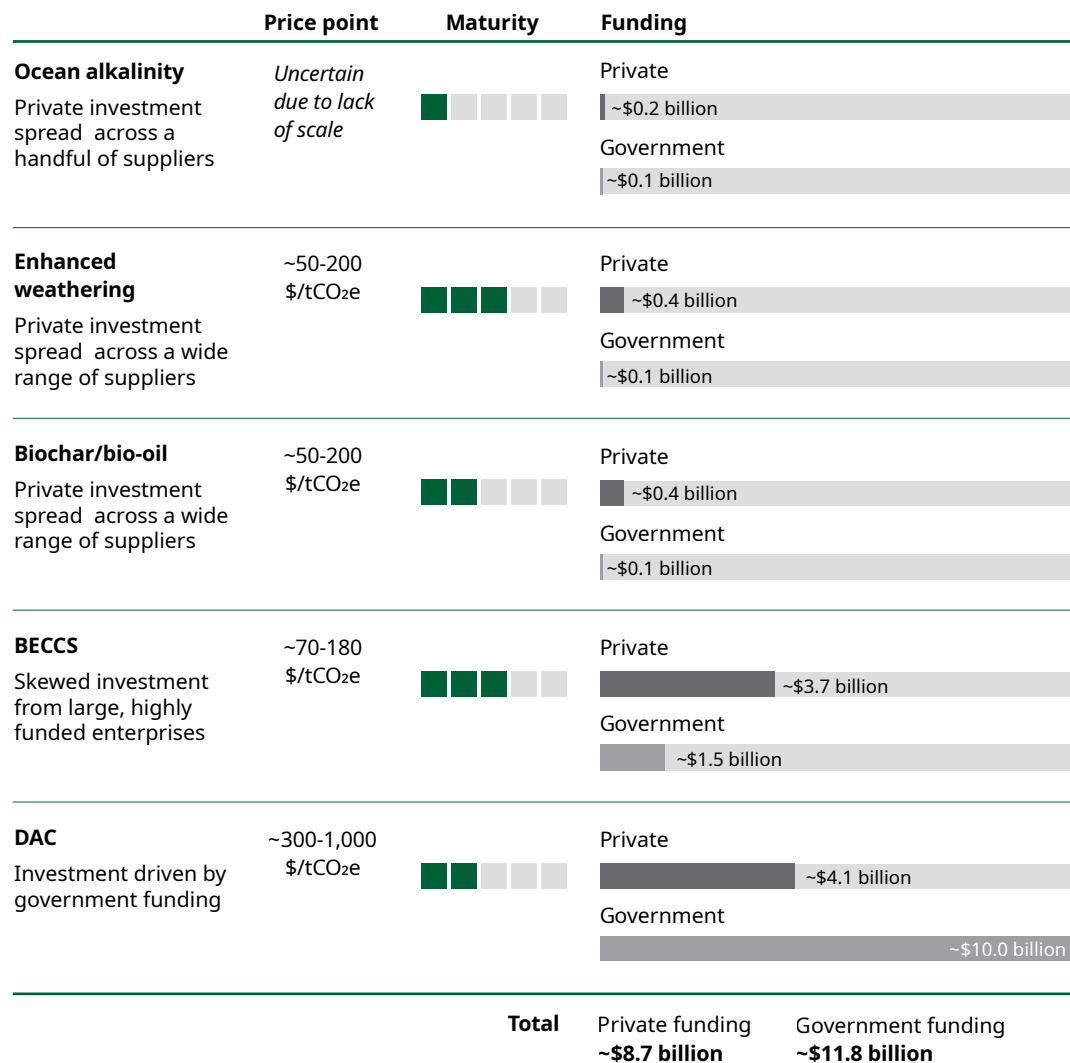 Price point Maturity Funding
Ocean alkalinity
Private investment
spread across a
handful of suppliers
Uncertain
due to lack
of scale
Private
~$0.2 billion
Government
~$0.1 billion
Enhanced
weathering
Private investment
spread across a wide
range of suppliers
~50-200
$/tCO₂e
Private
~$0.4 billion
Government
~$0.1 billion
Biochar/bio-oil
Private investment
spread across a wide
range of suppliers
~50-200
$/tCO₂e
Private
~$0.4 billion
Government
~$0.1 billion
BECCS
Skewed investment
from large, highly
funded enterprises
~70-180
$/tCO₂e
Private
~$3.7 billion
Government
~$1.5 billion
DAC
Investment driven by
government funding
~300-1,000
$/tCO₂e
Private
~$4.1 billion
Government
~$10.0 billion
Total
Private funding
~$8.7 billion
Government funding
~$11.8 billion